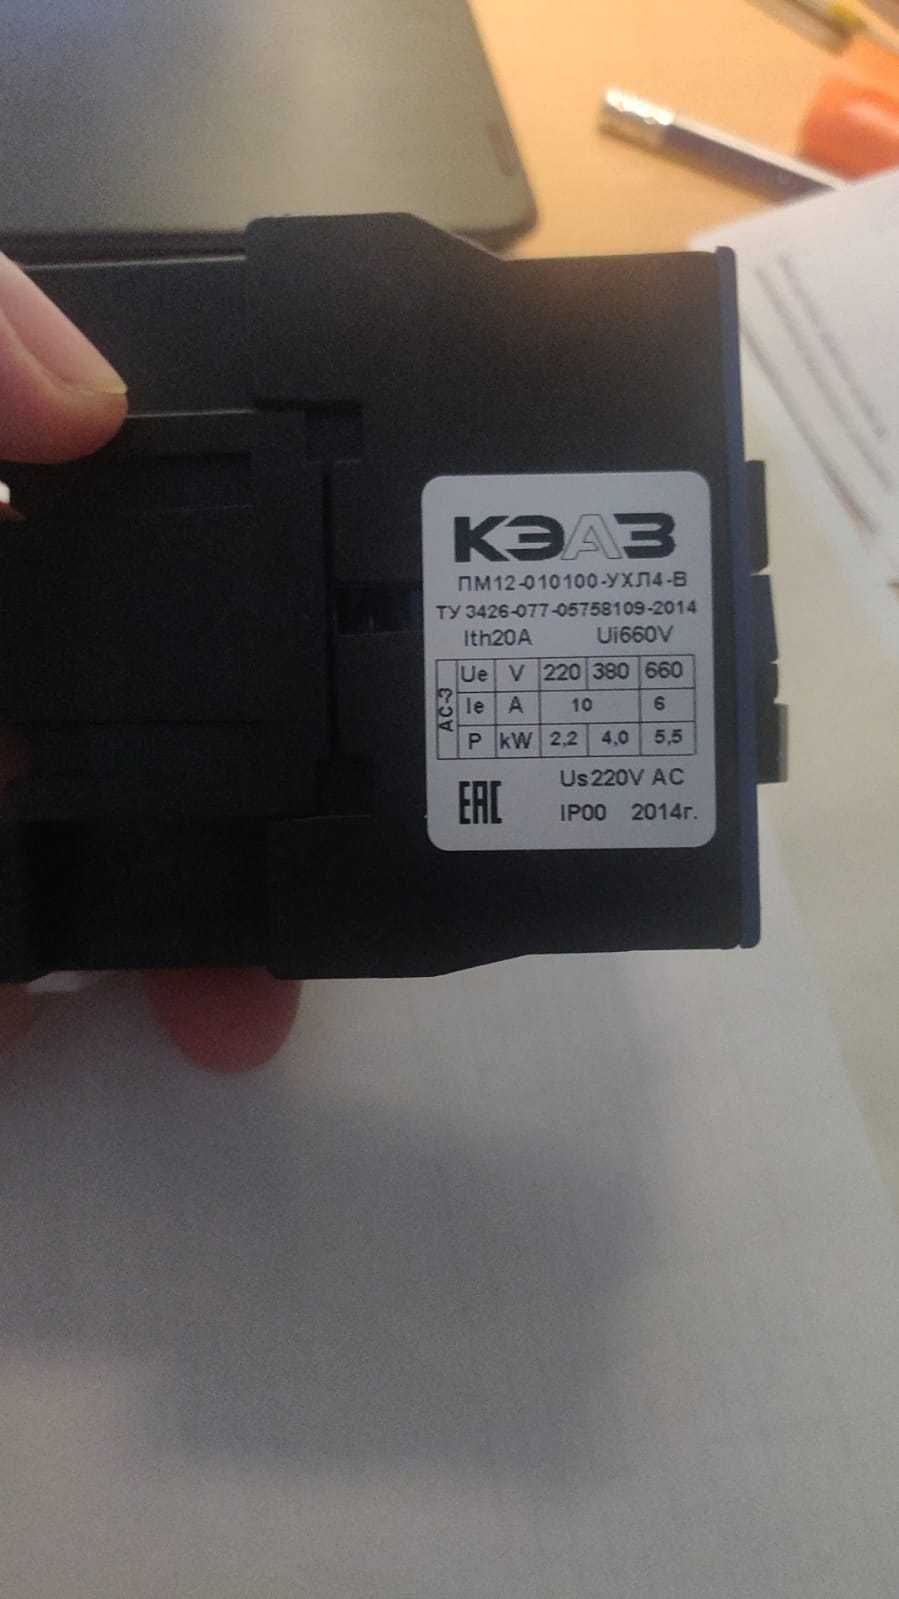 КЭАЗ
ПМ12-010100-УХЛ4-В
ТУ 3426-077-05758109-2014
Ith20A Ui660V
АС-3
Ue V 220 380 660
Ie A 10 6
P kW 2,2 4,0 5,5
Us220V AC
EAC IP00 2014г.